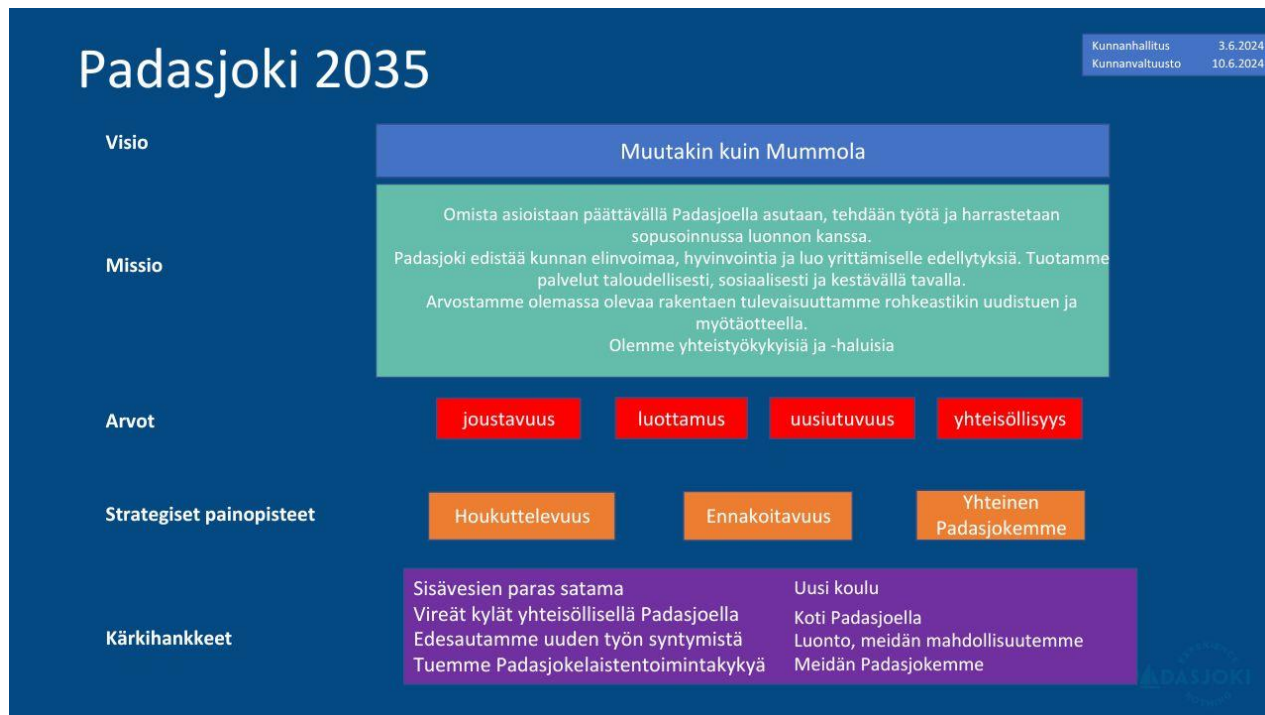 Padasjoki 2035
Kunnanhallitus 3.6.2024
Kunnanvaltuusto 10.6.2024
Visio
Muutakin kuin Mummola
Missio
Omista asioistaan päättävällä Padasjoella asutaan, tehdään työtä ja harrastetaan
sopusoinnussa luonnon kanssa.
Padasjoki edistää kunnan elinvoimaa, hyvinvointia ja luo yrittämiselle edellytyksiä. Tuotamme
palvelut taloudellisesti, sosiaalisesti ja kestävällä tavalla.
Arvostamme olemassa olevaa rakentaen tulevaisuuttamme rohkeastikin uudistuen ja
myötäotteella.
Olemme yhteistyökykyisiä ja -haluisia
Arvot
joustavuus
luottamus
uusiutuvuus
yhteisöllisyys
Strategiset painopisteet
Houkuttelevuus
Ennakoitavuus
Yhteinen
Padasjokemme
Kärkihankkeet
Sisävesien paras satama
Vireät kylät yhteisöllisellä Padasjoella
Edesautamme uuden työn syntymistä
Tuemme Padasjokelaistentoimintakykyä
Uusi koulu
Koti Padasjoella
Luonto, meidän mahdollisuutemme
Meidän Padasjokemme
PADASJOKI